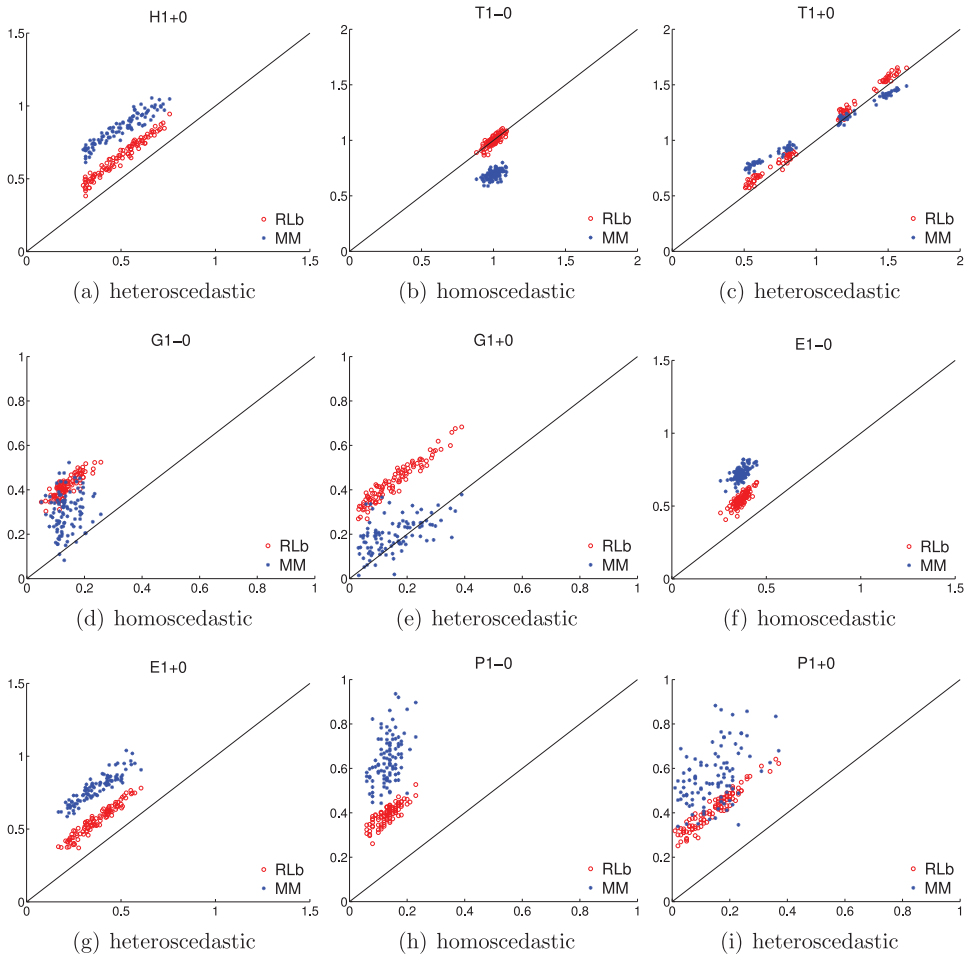 H1+0 T1−0 T1+0
1.5 2 2
1 1.5 1.5
0.5 1 1
0.5 0.5
RLb RLb RLb
MM MM MM
0 0 0
0 0.5 1 1.5 0 0.5 1 1.5 2 0 0.5 1 1.5 2
(a) heteroscedastic (b) homoscedastic (c) heteroscedastic
G1−0 G1+0 E1−0
1 1 1.5
0.8 0.8
0.6 0.6 1
0.4 0.4 0.5
0.2 0.2
RLb RLb RLb
MM MM MM
0 0 0
0 0.2 0.4 0.6 0.8 1 0 0.2 0.4 0.6 0.8 1 0 0.5 1 1.5
(d) homoscedastic (e) heteroscedastic (f) homoscedastic
E1+0 P1−0 P1+0
1.5 1 1
0.8 0.8
1 0.6 0.6
0.5 0.4 0.4
0.2 0.2
RLb RLb RLb
MM MM MM
0 0 0
0 0.5 1 1.5 0 0.2 0.4 0.6 0.8 1 0 0.2 0.4 0.6 0.8 1
(g) heteroscedastic (h) homoscedastic (i) heteroscedastic